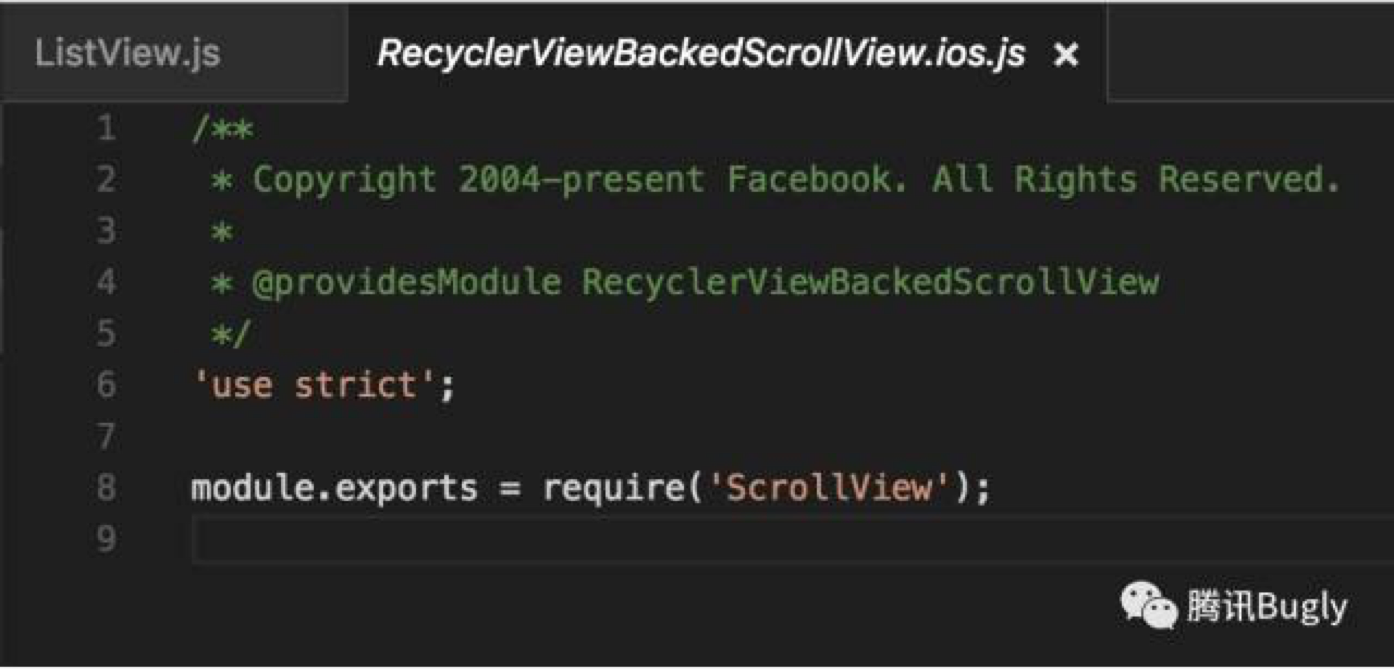 ListView.js RecyclerViewBackedScrollView.ios.js ×
1 /**
2 * Copyright 2004-present Facebook. All Rights Reserved.
3 *
4 * @providesModule RecyclerViewBackedScrollView
5 */
6 'use strict';
7
8 module.exports = require('ScrollView');
9
腾讯Bugly